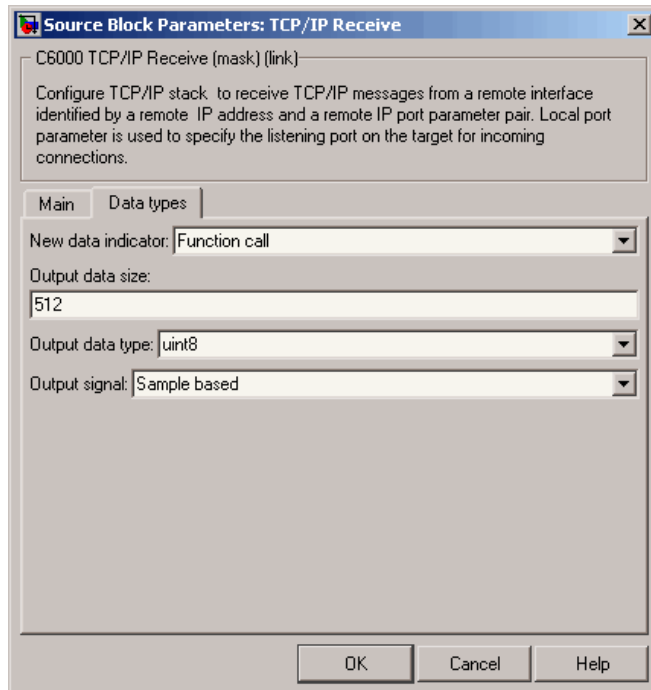 Source Block Parameters: TCP/IP Receive
C6000 TCP/IP Receive (mask) (link)
Configure TCP/IP stack to receive TCP/IP messages from a remote interface
identified by a remote IP address and a remote IP port parameter pair. Local port
parameter is used to specify the listening port on the target for incoming
connections.
Main Data types
New data indicator: Function call
Output data size:
512
Output data type: uint8
Output signal: Sample based
OK Cancel Help